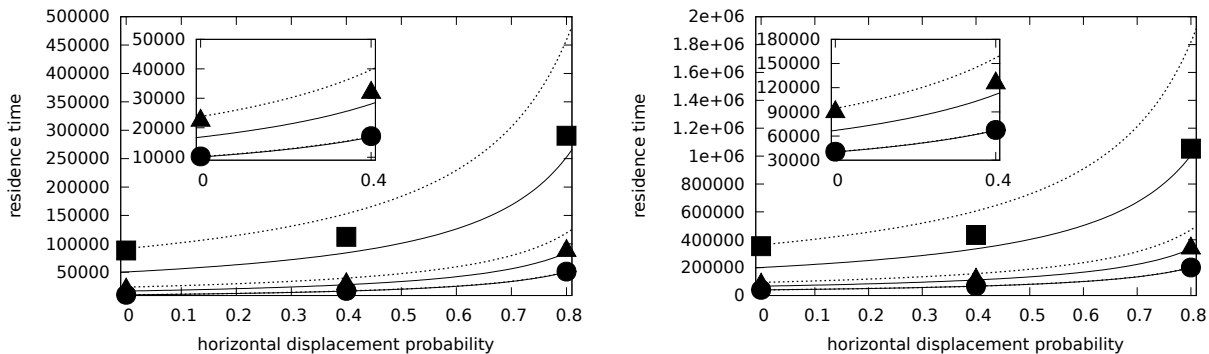 residence time
500000
450000
400000
350000
300000
250000
200000
150000
100000
50000
0 0.1 0.2 0.3 0.4 0.5 0.6 0.7 0.8
horizontal displacement probability
50000
40000
30000
20000
10000
0 0.4
residence time
2e+06
1.8e+06
1.6e+06
1.4e+06
1.2e+06
1e+06
800000
600000
400000
200000
0
0 0.1 0.2 0.3 0.4 0.5 0.6 0.7 0.8
horizontal displacement probability
180000
150000
120000
90000
60000
30000
0 0.4